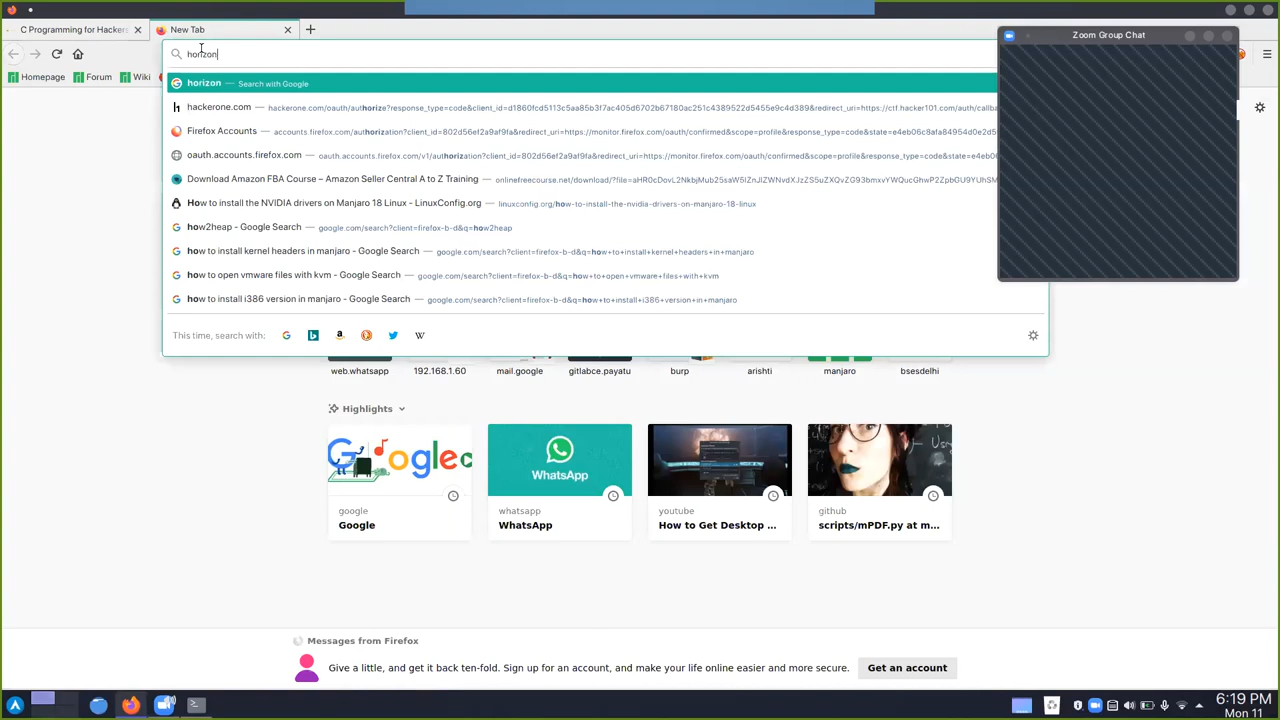 C Programming for Hackers
New Tab
Zoom Group Chat
horizon
Homepage
Forum
Wiki
horizon — Search with Google
hackerone.com — hackerone.com/oauth/authorize?response_type=code&client_id=d1860fcd5113c5aa85b3f7ac405d6702b67180ac251c4389522d5455e9c4d389&redirect_uri=https://ctf.hacker101.com/auth/callba
Firefox Accounts — accounts.firefox.com/authorization?client_id=802d56ef2a9af9fa&redirect_uri=https://monitor.firefox.com/oauth/confirmed&scope=profile&response_type=code&state=e4eb06c8afa84954d0e2d5
oauth.accounts.firefox.com — oauth.accounts.firefox.com/v1/authorization?client_id=802d56ef2a9af9fa&redirect_uri=https://monitor.firefox.com/oauth/confirmed&scope=profile&response_type=code&state=e4eb06
Download Amazon FBA Course – Amazon Seller Central A to Z Training —
How to install the NVIDIA drivers on Manjaro 18 Linux - LinuxConfig.org — linuxconfig.org/how-to-install-the-nvidia-drivers-on-manjaro-18-linux
how2heap - Google Search — google.com/search?client=firefox-b-d&q=how2heap
how to install kernel headers in manjaro - Google Search — google.com/search?client=firefox-b-d&q=how+to+install+kernel+headers+in+manjaro
how to open vmware files with kvm - Google Search — google.com/search?client=firefox-b-d&q=how+to+open+vmware+files+with+kvm
how to install i386 version in manjaro - Google Search — google.com/search?client=firefox-b-d&q=how+to+install+i386+version+in+manjaro
This time, search with:
web.whatsapp
192.168.1.60
mail.google
gitlabce.payatu
burp
arishti
manjaro
bsesdelhi
Highlights
WhatsApp
google
Google
whatsapp
WhatsApp
youtube
How to Get Desktop ...
github
scripts/mPDF.py at m...
Messages from Firefox
Give a little, and get it back ten-fold. Sign up for an account, and make your life online easier and more secure.
Get an account
6:19 PM
Mon 11